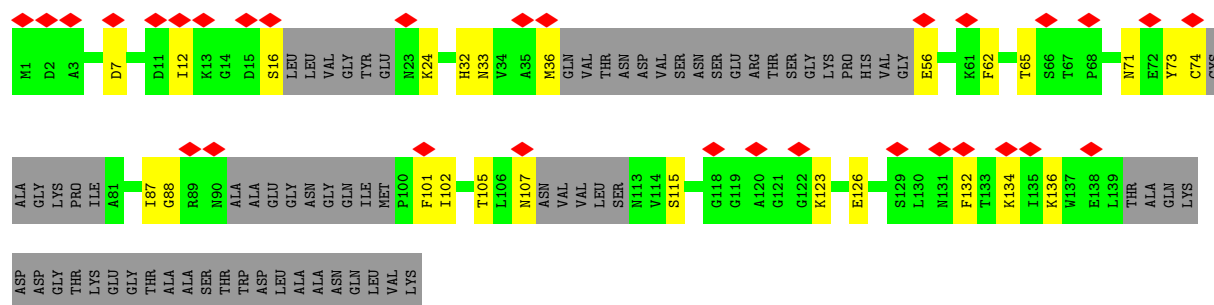 M1 D2 A3 D7 D11 I12 K13 G14 D15 S16 LEU LEU VAL GLY TYR GLU N23 K24 H32 N33 V34 A35 M36 GLN VAL THR ASN ASP VAL SER ASN SER GLU ARG THR SER GLY LYS PRO HIS VAL GLY E56 K61 F62 T65 S66 T67 P68 N71 E72 Y73 C74 CYS
ALA GLY LYS PRO ILE A81 I87 G88 R89 N90 ALA ALA GLU GLY ASN GLY GLN ILE MET P100 F101 I102 T105 L106 N107 ASN VAL VAL LEU SER N113 V114 S115 G118 G119 A120 G121 G122 K123 E126 S129 L130 N131 F132 T133 K134 I135 K136 W137 E138 L139 THR ALA GLN LYS
ASP ASP GLY THR LYS GLU GLY THR ALA ALA SER THR TRP ASP LEU ALA ALA ASN GLN LEU VAL LYS